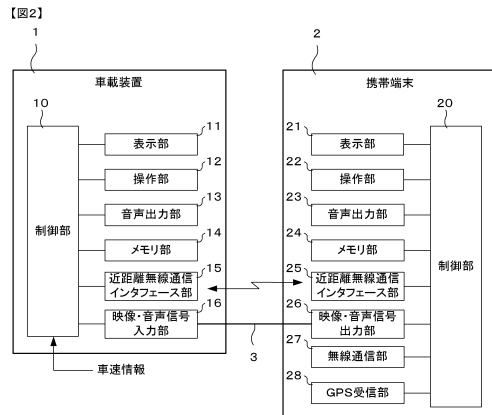 【図2】
1
車載装置
10
制御部
11
表示部
12
操作部
13
音声出力部
14
メモリ部
15
近距離無線通信
インタフェース部
16
映像・音声信号
入力部
車速情報
3
2
携帯端末
20
制御部
21
表示部
22
操作部
23
音声出力部
24
メモリ部
25
近距離無線通信
インタフェース部
26
映像・音声信号
出力部
27
無線通信部
28
GPS受信部